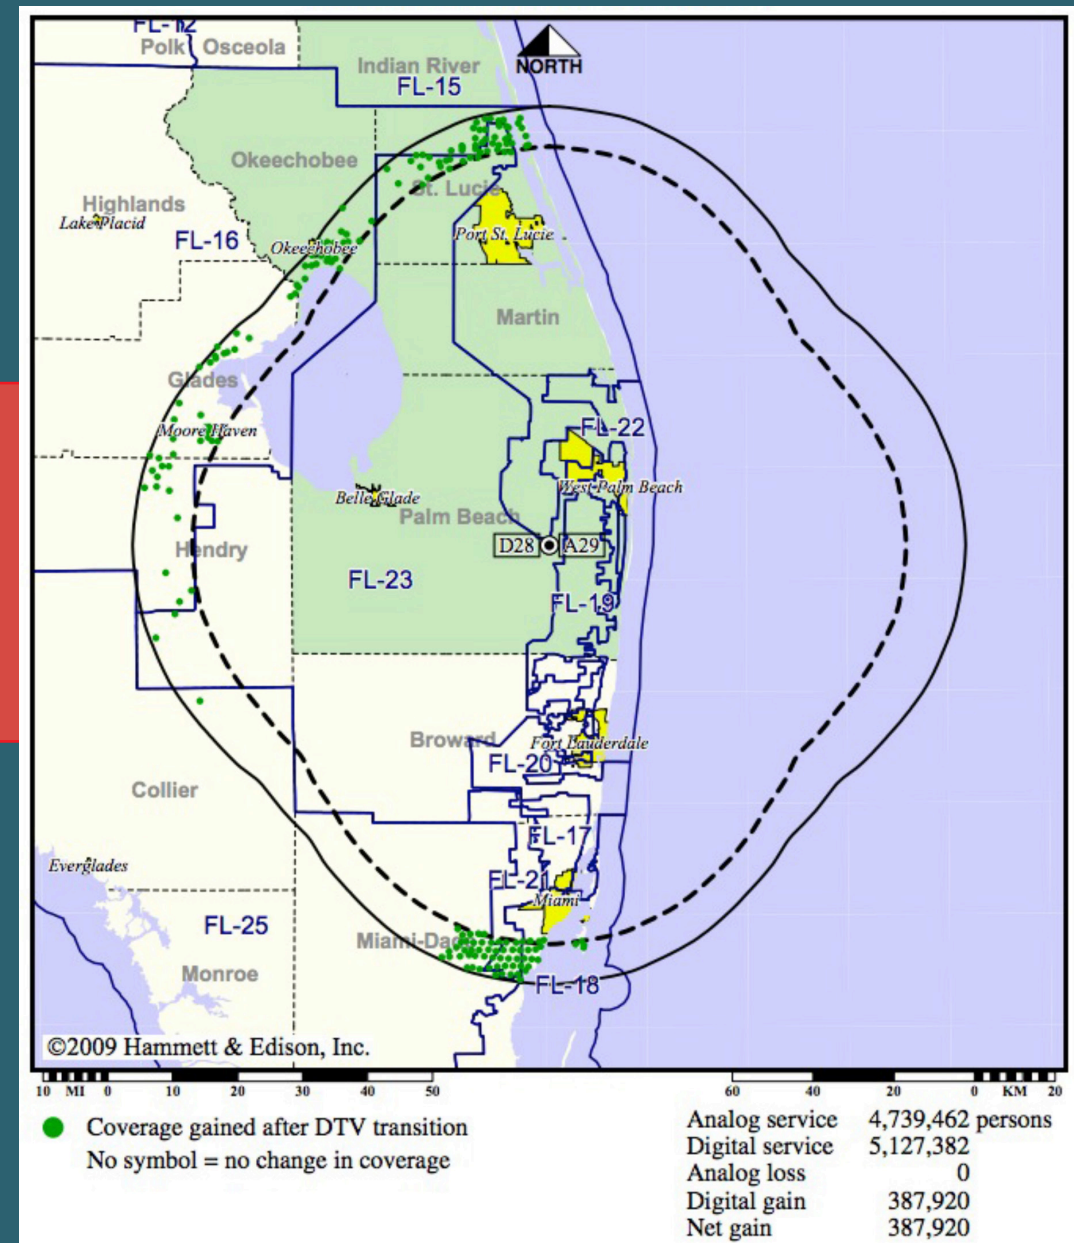 FL-12
Polk Osceola
Indian River
NORTH
FL-15
Okeechobee
St. Lucie
Highlands
Lake Placid
FL-16
Okeechobee
Port St. Lucie
Martin
Glades
FL-22
Moore Haven
Belle Glade
West Palm Beach
Palm Beach
D28 A29
Hendry
FL-23
FL-19
Broward
Fort Lauderdale
FL-20
Collier
FL-17
Everglades
FL-21
Miami
FL-25
Miami-Dade
Monroe
FL-18
©2009 Hammett & Edison, Inc.
10 MI 0 10 20 30 40 50 60 40 20 0 KM 20
Coverage gained after DTV transition
No symbol = no change in coverage
Analog service 4,739,462 persons
Digital service 5,127,382
Analog loss 0
Digital gain 387,920
Net gain 387,920